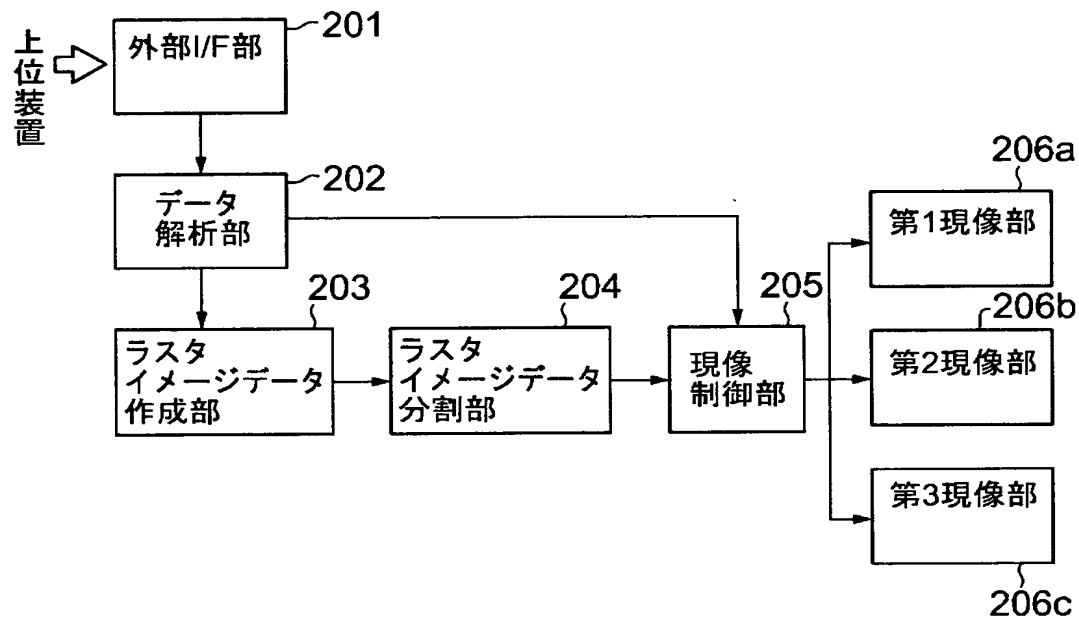 上位装置
外部I/F部
201
データ
解析部
202
ラスタ
イメージデータ
作成部
203
ラスタ
イメージデータ
分割部
204
現像
制御部
205
第1現像部
206a
第2現像部
206b
第3現像部
206c